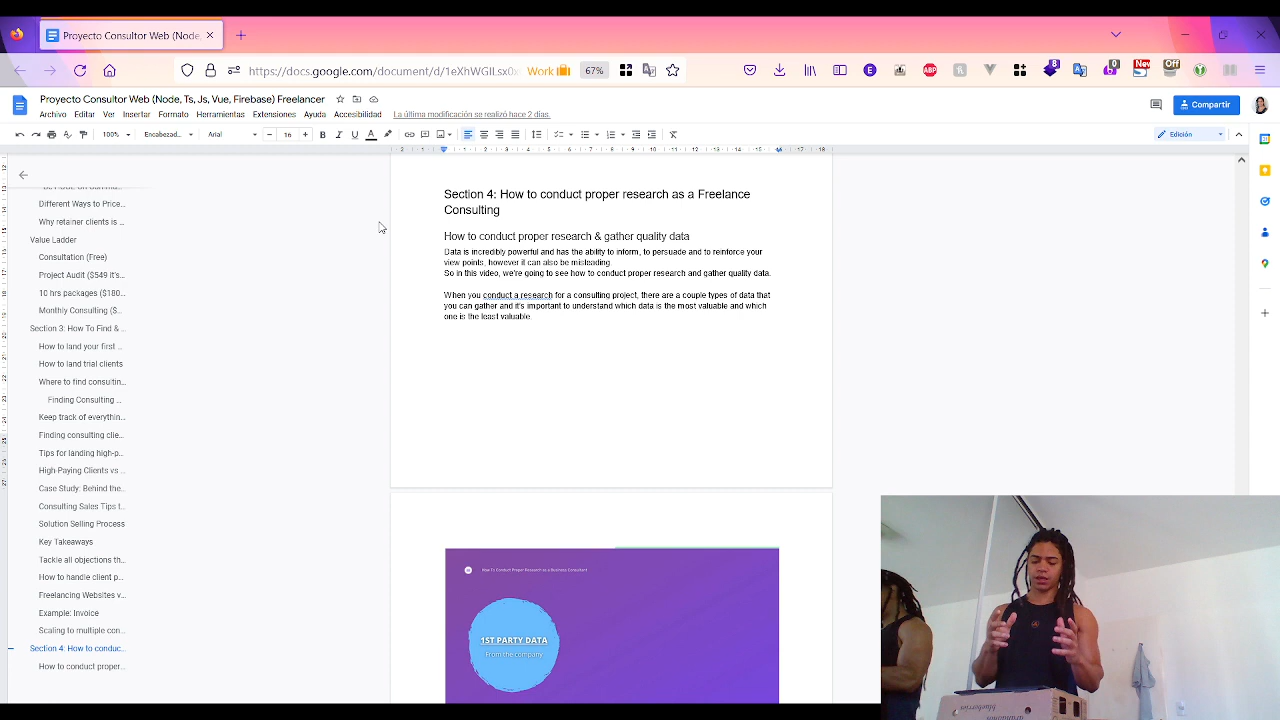 Proyecto Consultor Web (Node,
https://docs.google.com/document/d/1eXhWGILsx0x
Work
67%
New
Off
Proyecto Consultor Web (Node, Ts, Js, Vue, Firebase) Freelancer
Archivo Editar Ver Insertar Formato Herramientas Extensiones Ayuda Accesibilidad La última modificación se realizó hace 2 días.
Compartir
100% Encabezad... Arial 16
Edición
Different Ways to Price...
Why retainer clients is ...
Value Ladder
Consultation (Free)
Project Audit ($549 it's...
10 hrs packages ($180...
Monthly Consulting ($...
Section 3: How To Find & ...
How to land your first ...
How to land trial clients
Where to find consultin...
Finding Consulting ...
Keep track of everythin...
Finding consulting clie...
Tips for landing high-p...
High-Paying Clients vs ...
Case Study: Behind the...
Consulting Sales Tips t...
Solution Selling Process
Key Takeaways
Tackle all objections th...
How to handle client p...
Freelancing Websites v...
Example: Invoice
Scaling to multiple con...
Section 4: How to conduc...
How to conduct proper...
Section 4: How to conduct proper research as a Freelance
Consulting
How to conduct proper research & gather quality data
Data is incredibly powerful and has the ability to inform, to persuade and to reinforce your
view points, however it can also be misleading.
So in this video, we're going to see how to conduct proper research and gather quality data.
When you conduct a research for a consulting project, there are a couple types of data that
you can gather and it's important to understand which data is the most valuable and which
one is the least valuable.
How To Conduct Proper Research as a Business Consultant
1ST PARTY DATA
From the company